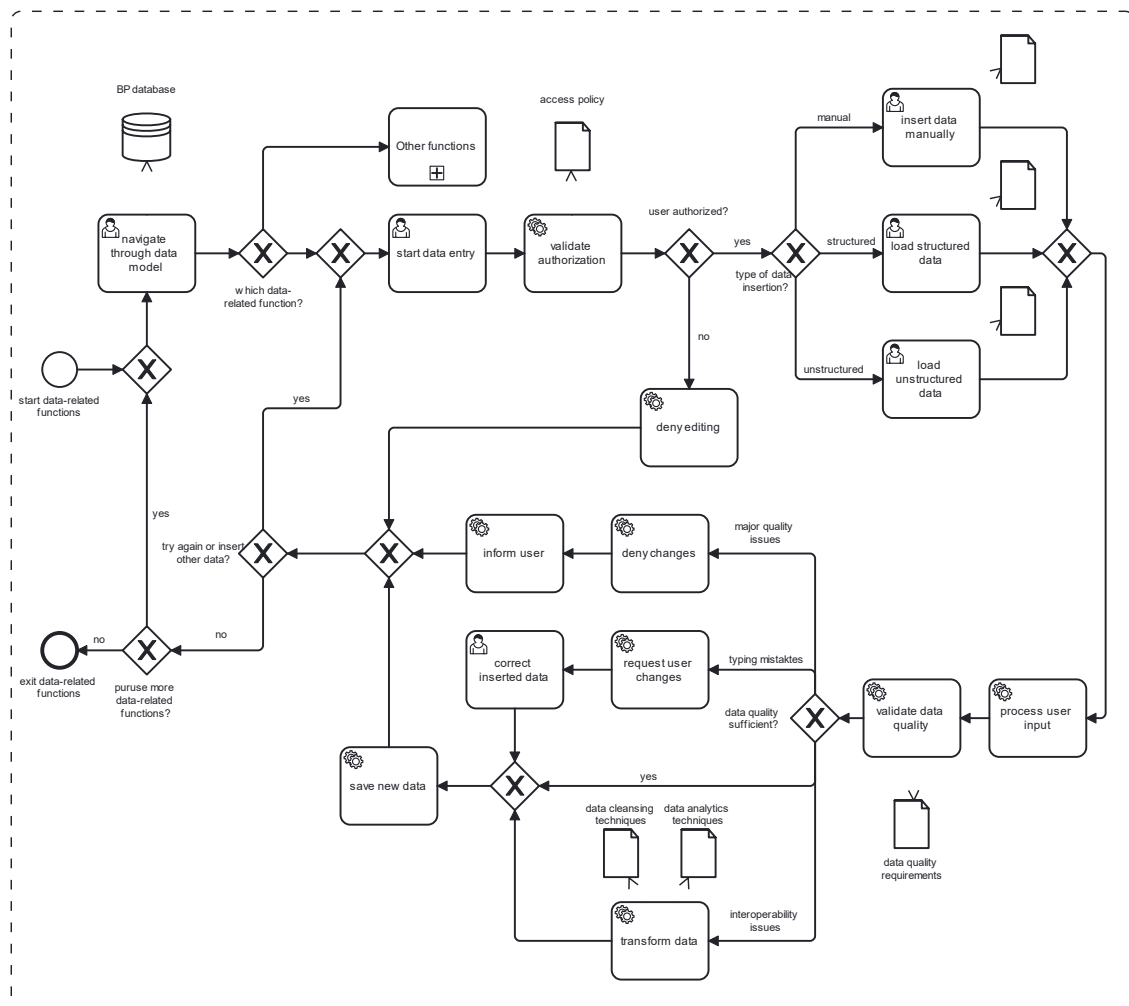 BP database
access policy
manual
insert data
manually
Other functions
user authorized?
navigate
through data
model
start data entry
validate
authorization
yes
structured
load structured
data
which data-
related function?
type of data
insertion?
no
unstructured
load
unstructured
data
start data-related
functions
yes
deny editing
yes
try again or insert
other data?
inform user
deny changes
major quality
issues
no
no
correct
inserted data
request user
changes
typing mistaktes
exit data-related
functions
puruse more
data-related
functions?
data quality
sufficient?
validate data
quality
process user
input
save new data
yes
data cleansing
techniques
data analytics
techniques
data quality
requirements
interoperability
issues
transform data